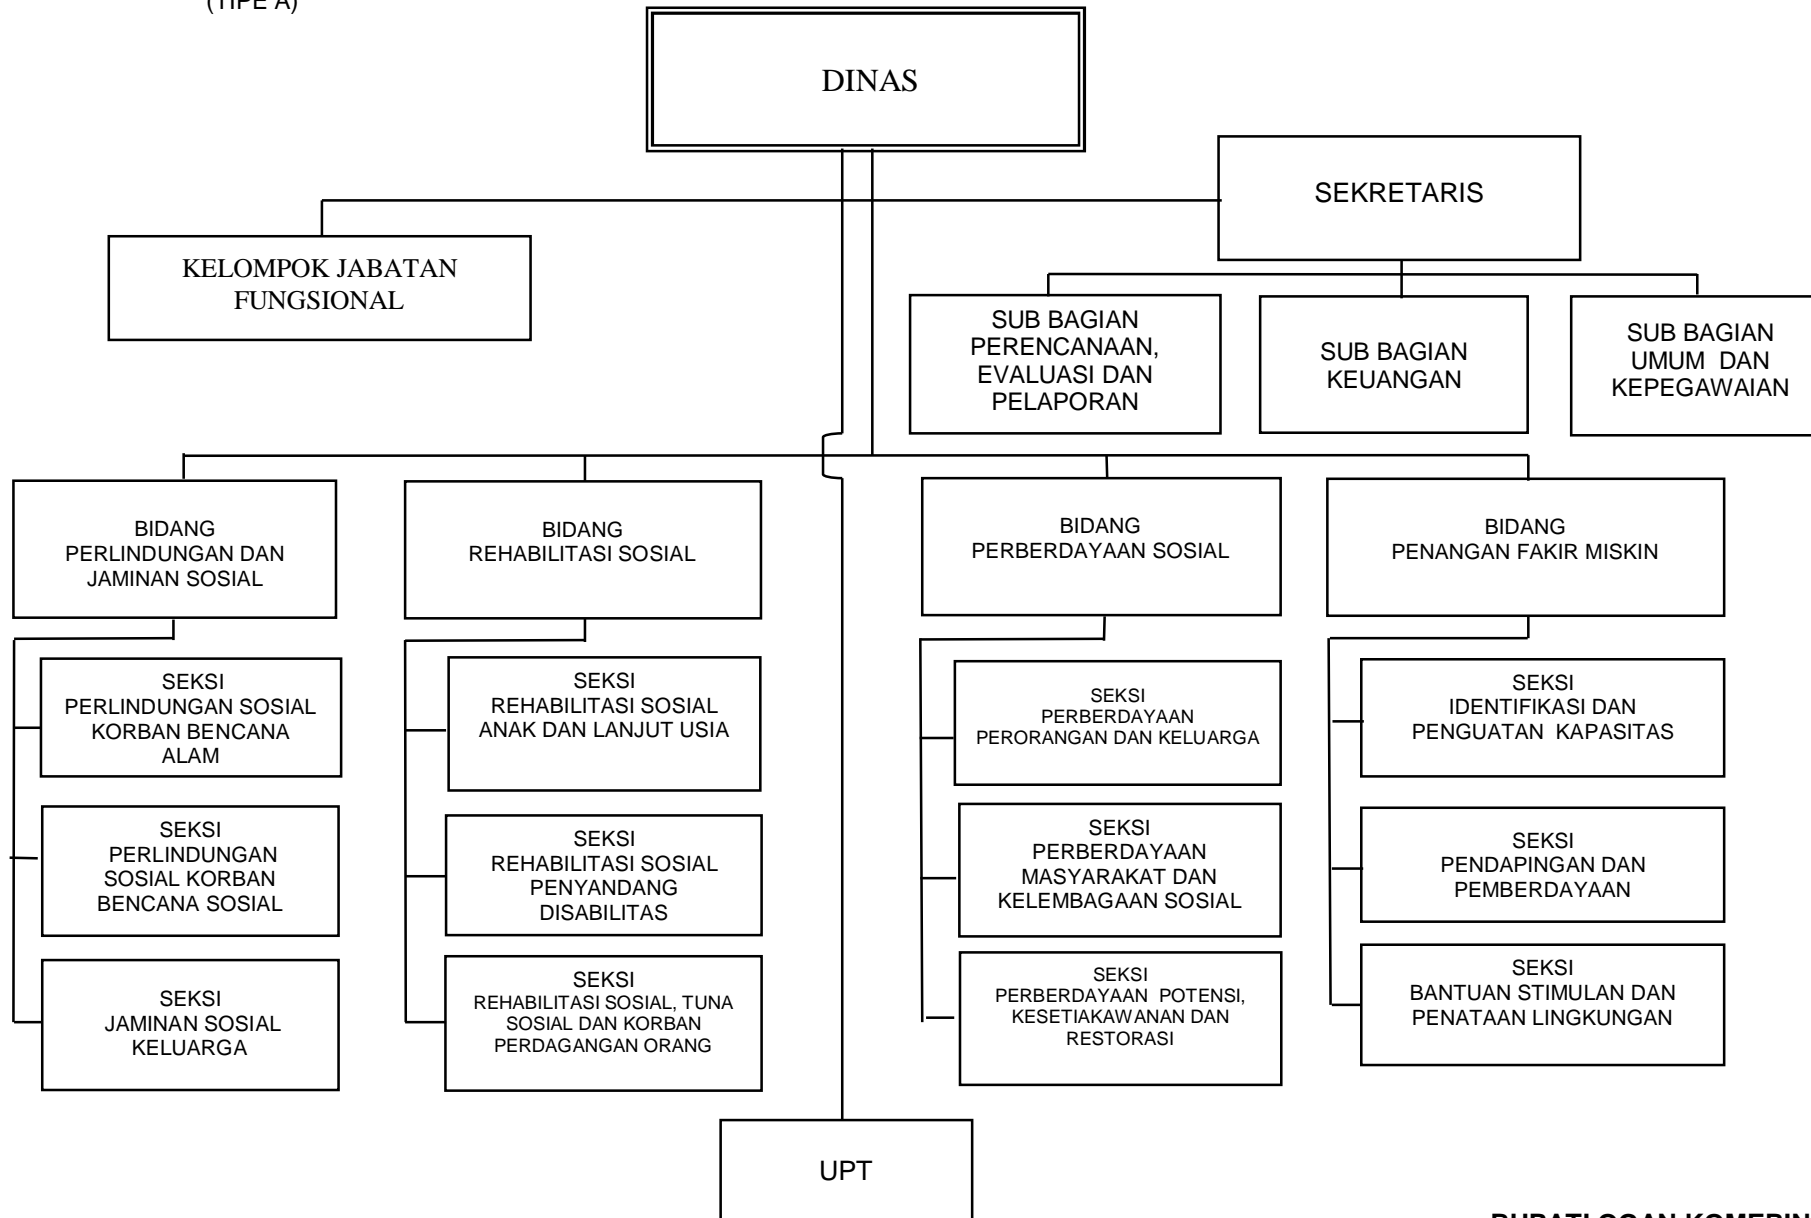 (TIPE A)
DINAS
SEKRETARIS
KELOMPOK JABATAN
FUNGSIONAL
SUB BAGIAN
PERENCANAAN,
EVALUASI DAN
PELAPORAN
SUB BAGIAN
KEUANGAN
SUB BAGIAN
UMUM DAN
KEPEGAWAIAN
BIDANG
PERLINDUNGAN DAN
JAMINAN SOSIAL
BIDANG
REHABILITASI SOSIAL
BIDANG
PERBERDAYAAN SOSIAL
BIDANG
PENANGAN FAKIR MISKIN
SEKSI
PERLINDUNGAN SOSIAL
KORBAN BENCANA
ALAM
SEKSI
REHABILITASI SOSIAL
ANAK DAN LANJUT USIA
SEKSI
PERBERDAYAAN
PERORANGAN DAN KELUARGA
SEKSI
IDENTIFIKASI DAN
PENGUATAN KAPASITAS
SEKSI
PERLINDUNGAN
SOSIAL KORBAN
BENCANA SOSIAL
SEKSI
REHABILITASI SOSIAL
PENYANDANG
DISABILITAS
SEKSI
PERBERDAYAAN
MASYARAKAT DAN
KELEMBAGAAN SOSIAL
SEKSI
PENDAPINGAN DAN
PEMBERDAYAAN
SEKSI
JAMINAN SOSIAL
KELUARGA
SEKSI
REHABILITASI SOSIAL, TUNA
SOSIAL DAN KORBAN
PERDAGANGAN ORANG
SEKSI
PERBERDAYAAN POTENSI,
KESETIAKAWANAN DAN
RESTORASI
SEKSI
BANTUAN STIMULAN DAN
PENATAAN LINGKUNGAN
UPT
BUPATI OGAN KOMERIN